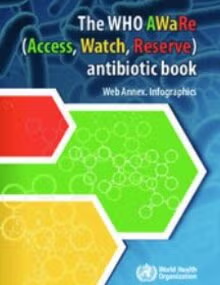 The WHO AWaRe
(Access, Watch, Reserve)
antibiotic book
Web Annex. Infographics
World Health
Organization